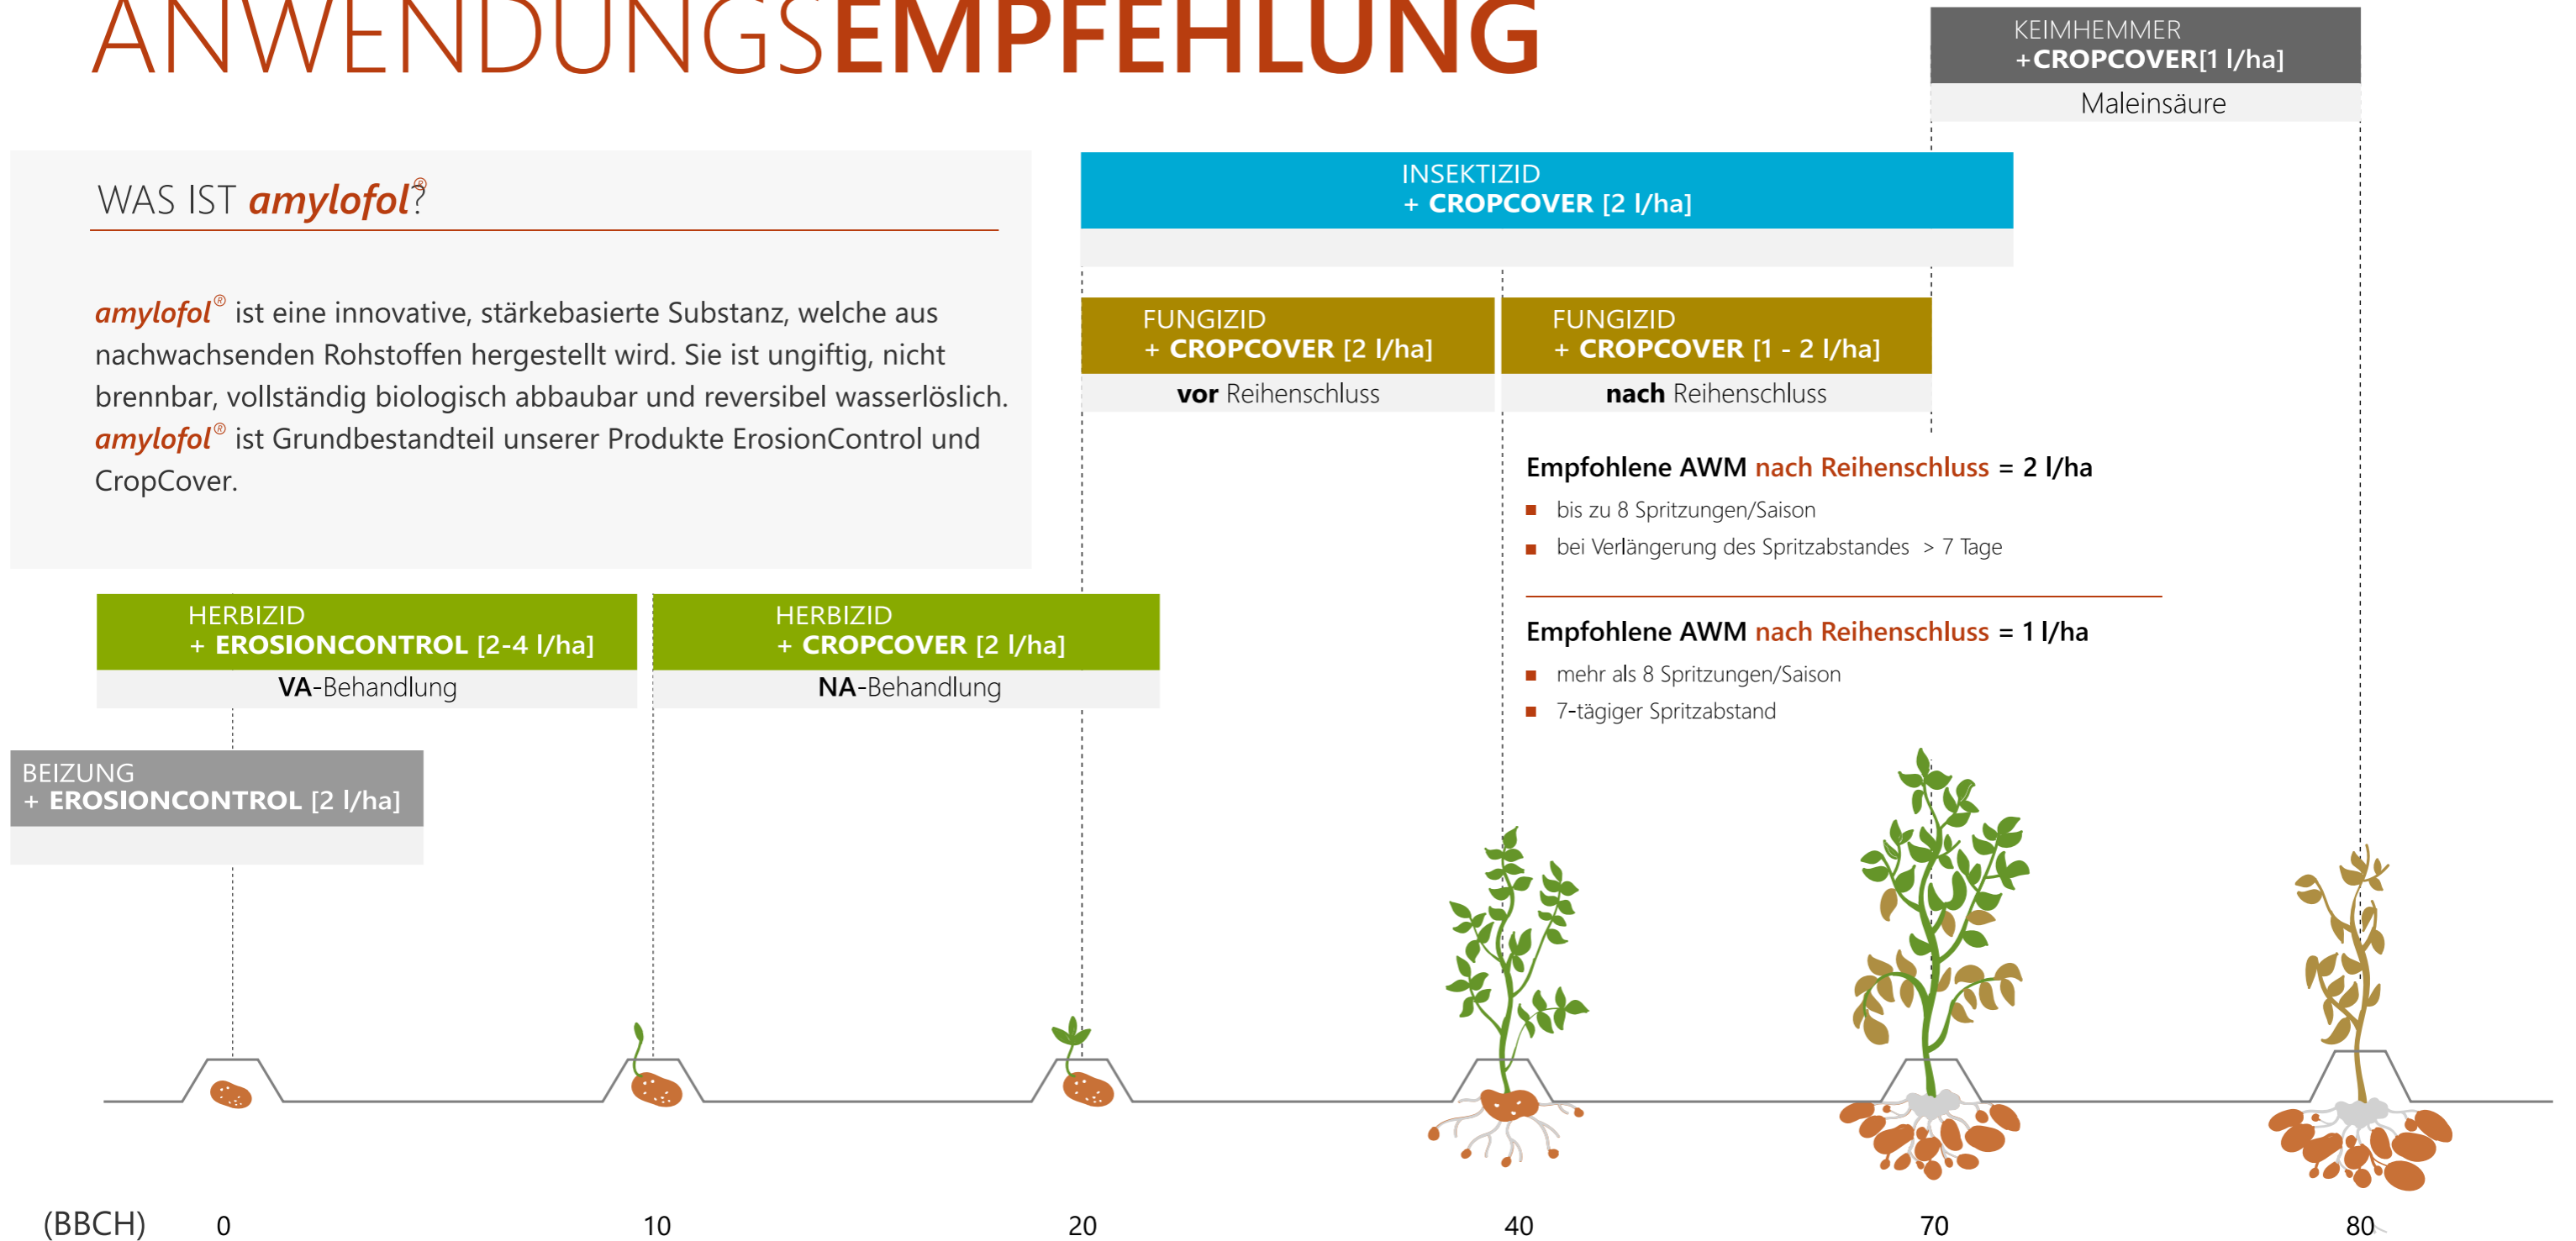 ANWENDUNGSEMPFEHLUNG
KEIMHEMMER
+CROPCOVER[1 l/ha]
Maleinsäure
WAS IST amylofol®?
amylofol® ist eine innovative, stärkebasierte Substanz, welche aus
nachwachsenden Rohstoffen hergestellt wird. Sie ist ungiftig, nicht
brennbar, vollständig biologisch abbaubar und reversibel wasserlöslich.
amylofol® ist Grundbestandteil unserer Produkte ErosionControl und
CropCover.
INSEKTIZID
+ CROPCOVER [2 l/ha]
FUNGIZID
+ CROPCOVER [2 l/ha]
vor Reihenschluss
FUNGIZID
+ CROPCOVER [1 - 2 l/ha]
nach Reihenschluss
Empfohlene AWM nach Reihenschluss = 2 l/ha
bis zu 8 Spritzungen/Saison
bei Verlängerung des Spritzabstandes > 7 Tage
Empfohlene AWM nach Reihenschluss = 1 l/ha
mehr als 8 Spritzungen/Saison
7-tägiger Spritzabstand
HERBIZID
+ EROSIONCONTROL [2-4 l/ha]
VA-Behandlung
HERBIZID
+ CROPCOVER [2 l/ha]
NA-Behandlung
BEIZUNG
+ EROSIONCONTROL [2 l/ha]
(BBCH) 0 10 20 40 70 80